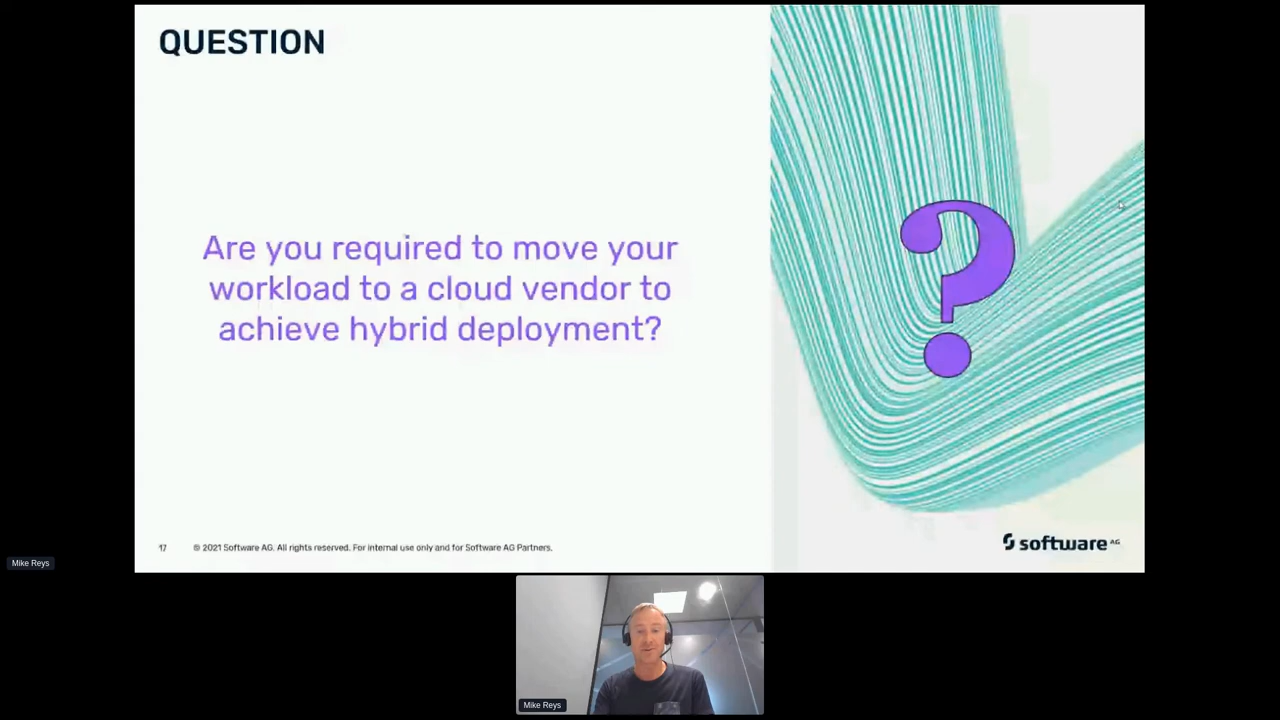 QUESTION
Are you required to move your
workload to a cloud vendor to
achieve hybrid deployment?
17 © 2021 Software AG. All rights reserved. For internal use only and for Software AG Partners.
software AG
Mike Reys
Mike Reys